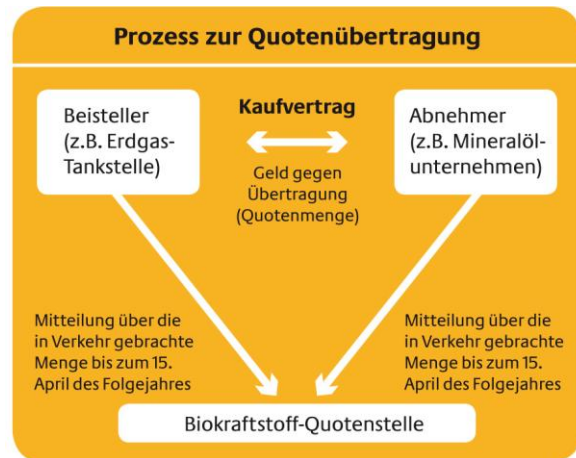 Prozess zur Quotenübertragung
Beisteller
(z.B. Erdgas-
Tankstelle)
Kaufvertrag
Geld gegen
Übertragung
(Quotenmenge)
Abnehmer
(z.B. Mineralöl-
unternehmen)
Mitteilung über die
in Verkehr gebrachte
Menge bis zum 15.
April des Folgejahres
Mitteilung über die
in Verkehr gebrachte
Menge bis zum 15.
April des Folgejahres
Biokraftstoff-Quotenstelle